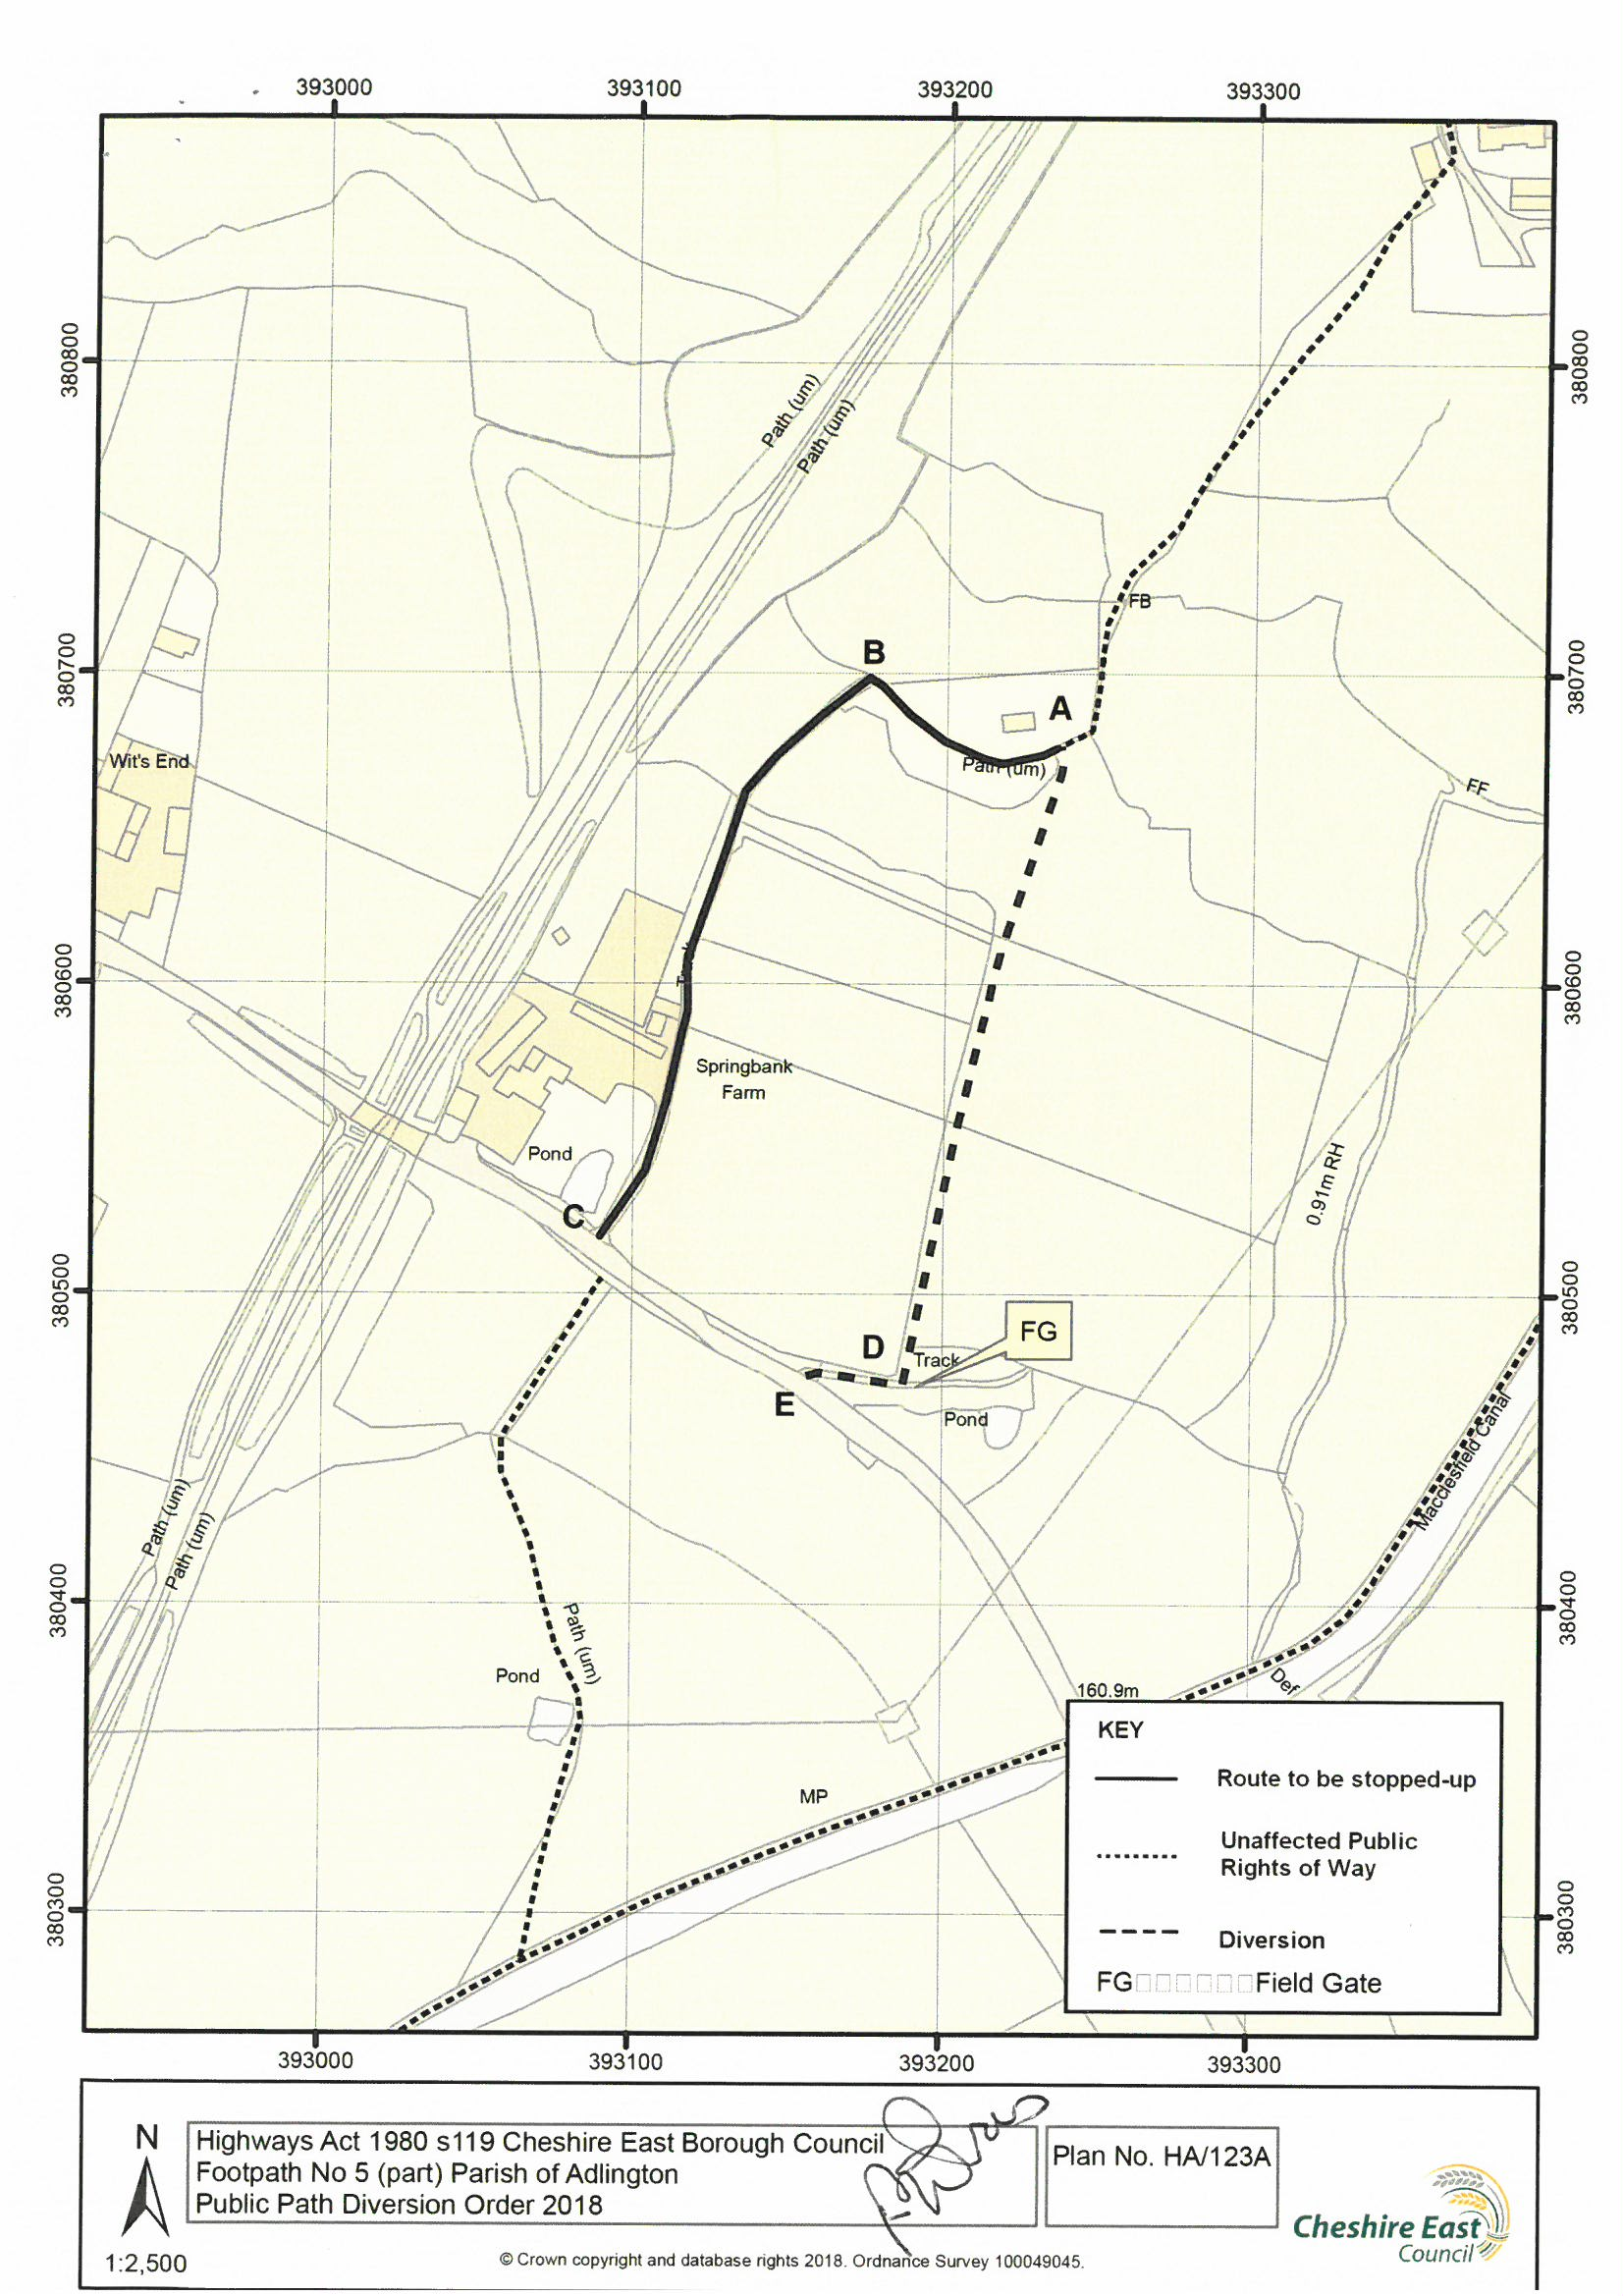 393000 393100 393200 393300
380800 380800
Path (um)
Path (um)
FB
380700 380700
B
A
Path (um)
Wit's End
FF
380600 380600
Springbank
Farm
Pond
0.91m RH
C
380500 380500
FG
D
Track
E
Pond
Macclesfield Canal
Path (um)
Path (um)
380400 380400
Path (um)
Pond
Def
160.9m
MP
KEY
Route to be stopped-up
Unaffected Public
Rights of Way
Diversion
FG□□□□□□□Field Gate
380300 380300
393000 393100 393200 393300
N
Highways Act 1980 s119 Cheshire East Borough Council
Footpath No 5 (part) Parish of Adlington
Public Path Diversion Order 2018
Plan No. HA/123A
1:2,500
© Crown copyright and database rights 2018. Ordnance Survey 100049045.
Cheshire East
Council